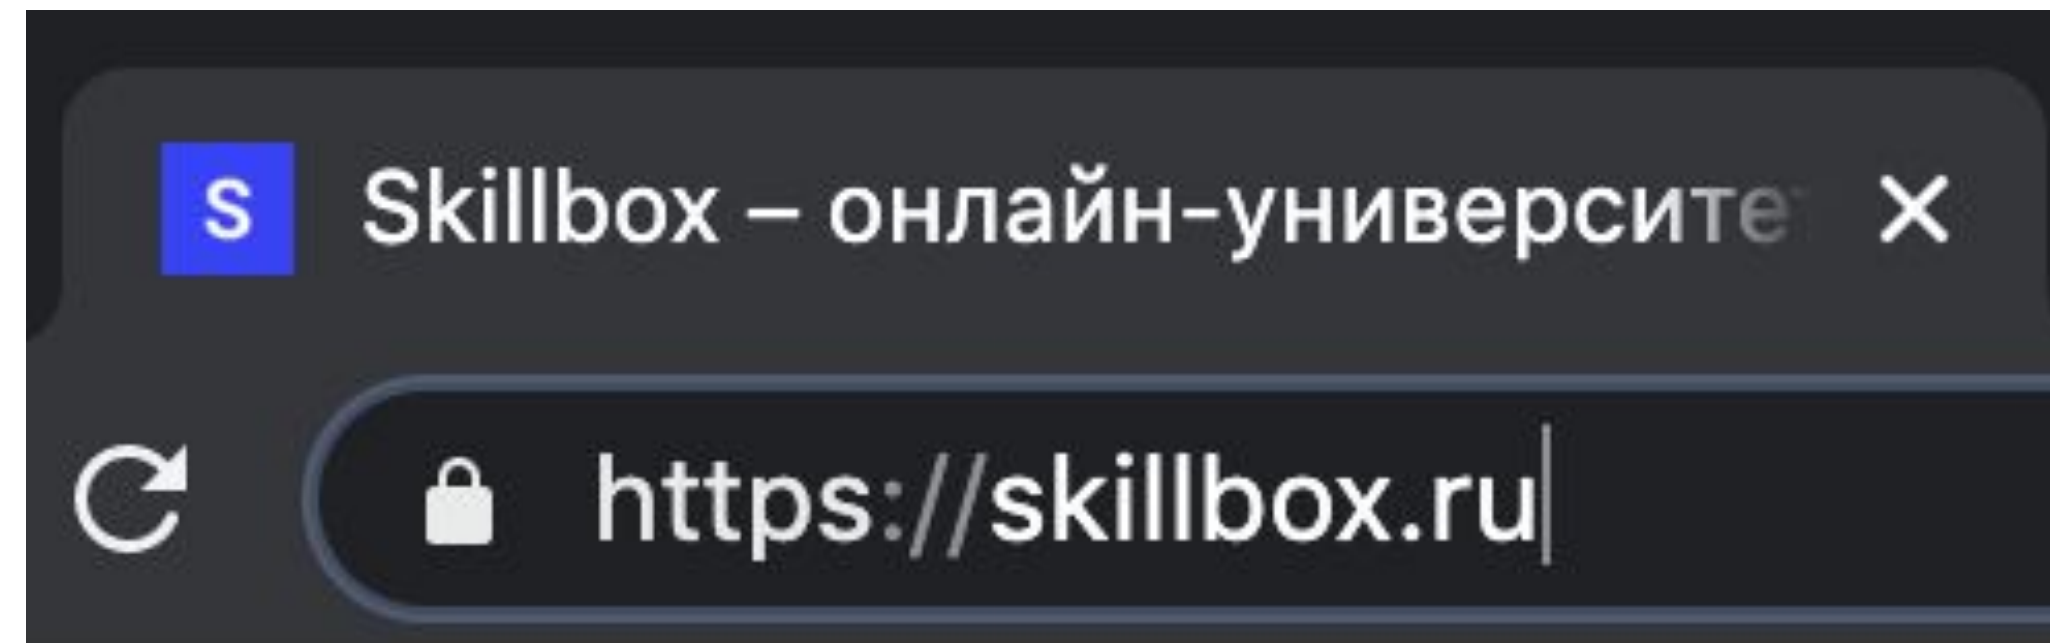 S Skillbox – онлайн-университе
https://skillbox.ru